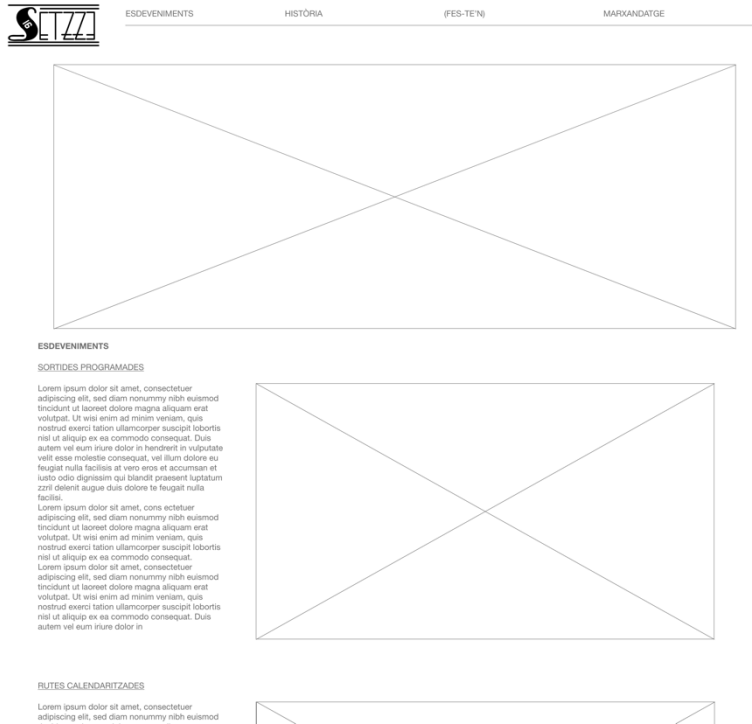 SETZZE
16
ESDEVENIMENTS
HISTÒRIA
(FES-TE'N)
MARXANDATGE
ESDEVENIMENTS
SORTIDES PROGRAMADES
Lorem ipsum dolor sit amet, consectetuer
adipiscing elit, sed diam nonummy nibh euismod
tincidunt ut laoreet dolore magna aliquam erat
volutpat. Ut wisi enim ad minim veniam, quis
nostrud exerci tation ullamcorper suscipit lobortis
nisl ut aliquip ex ea commodo consequat. Duis
autem vel eum iriure dolor in hendrerit in vulputate
velit esse molestie consequat, vel illum dolore eu
feugiat nulla facilisis at vero eros et accumsan et
iusto odio dignissim qui blandit praesent luptatum
zzril delenit augue duis dolore te feugait nulla
facilisi.
Lorem ipsum dolor sit amet, cons ectetuer
adipiscing elit, sed diam nonummy nibh euismod
tincidunt ut laoreet dolore magna aliquam erat
volutpat. Ut wisi enim ad minim veniam, quis
nostrud exerci tation ullamcorper suscipit lobortis
nisl ut aliquip ex ea commodo consequat.
Lorem ipsum dolor sit amet, consectetuer
adipiscing elit, sed diam nonummy nibh euismod
tincidunt ut laoreet dolore magna aliquam erat
volutpat. Ut wisi enim ad minim veniam, quis
nostrud exerci tation ullamcorper suscipit lobortis
nisl ut aliquip ex ea commodo consequat. Duis
autem vel eum iriure dolor in
RUTES CALENDARITZADES
Lorem ipsum dolor sit amet, consectetuer
adipiscing elit, sed diam nonummy nibh euismod